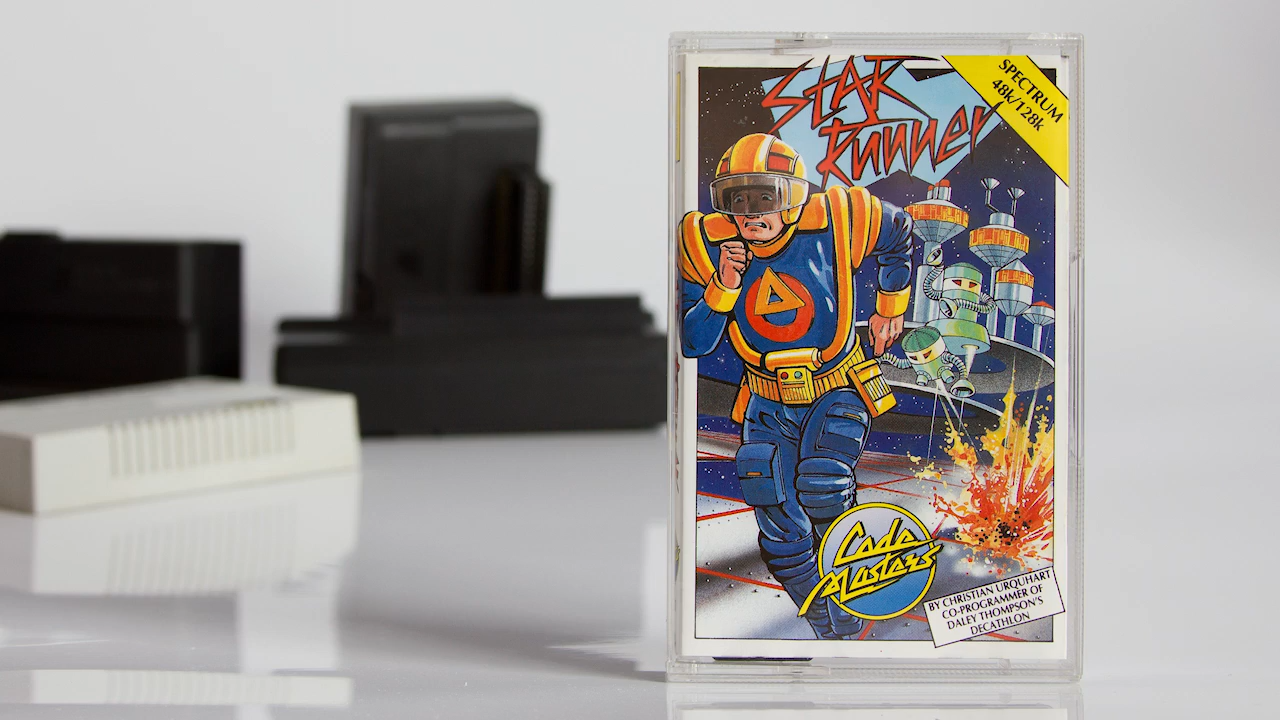 STAR
RUNNER
SPECTRUM
48k/128k
Code
Masters
BY CHRISTIAN URQUHART
CO-PROGRAMMER OF
DALEY THOMPSON'S
DECATHLON